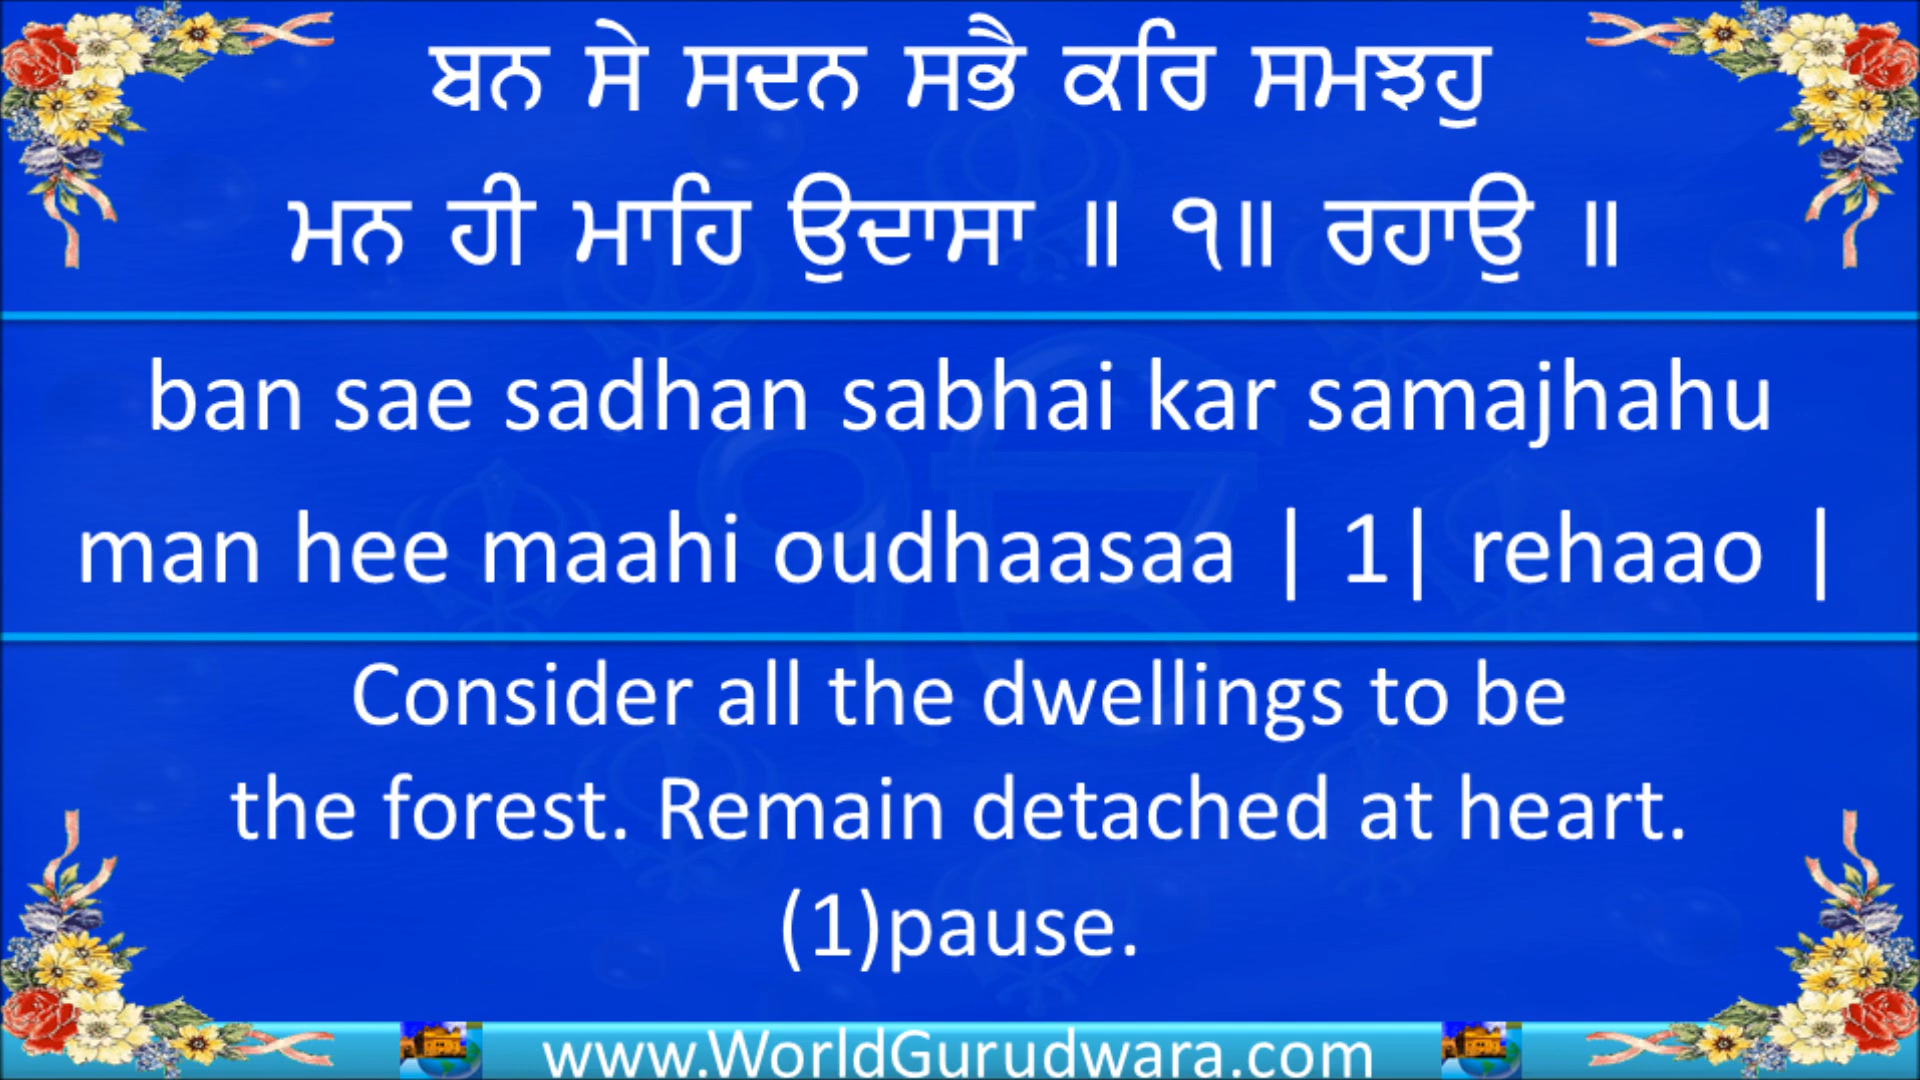 ਬਨ ਸੇ ਸਦਨ ਸਭੈ ਕਰਿ ਸਮਝਹੁ
ਮਨ ਹੀ ਮਾਹਿ ਉਦਾਸਾ ॥ ੧॥ ਰਹਾਉ ॥
ban sae sadhan sabhai kar samajhahu
man hee maahi oudhaasaa | 1| rehaao |
Consider all the dwellings to be
the forest. Remain detached at heart.
(1)pause.
www.WorldGurudwara.com